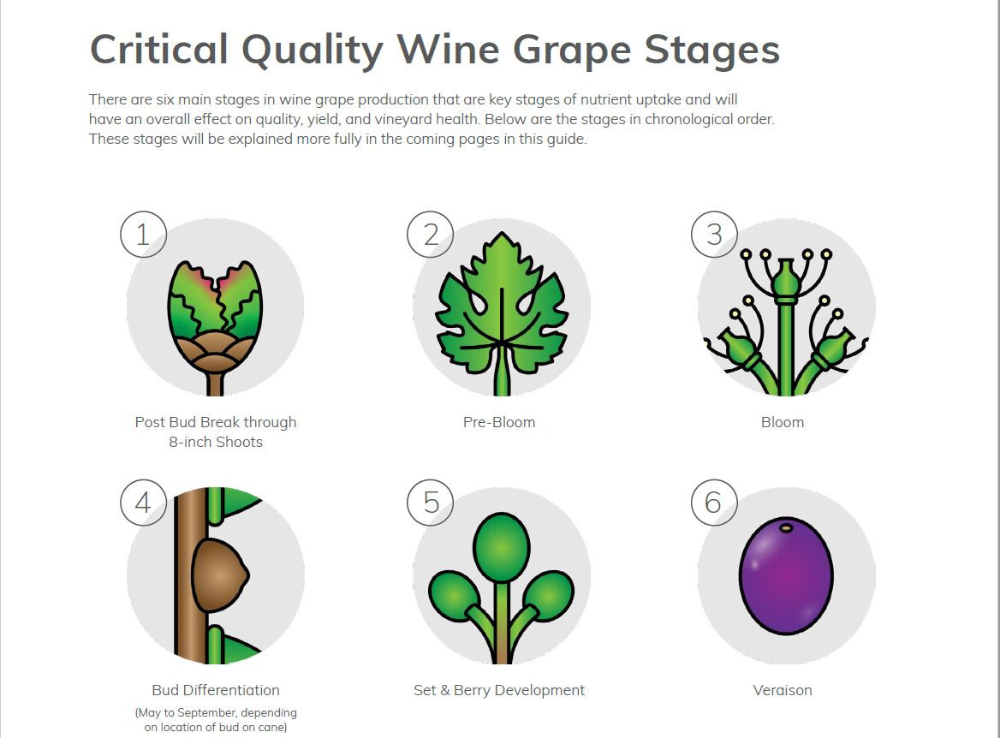 Critical Quality Wine Grape Stages
There are six main stages in wine grape production that are key stages of nutrient uptake and will
have an overall effect on quality, yield, and vineyard health. Below are the stages in chronological order.
These stages will be explained more fully in the coming pages in this guide.
1
2
3
Post Bud Break through
8-inch Shoots
Pre-Bloom
Bloom
4
5
6
Bud Differentiation
(May to September, depending
on location of bud on cane)
Set & Berry Development
Veraison